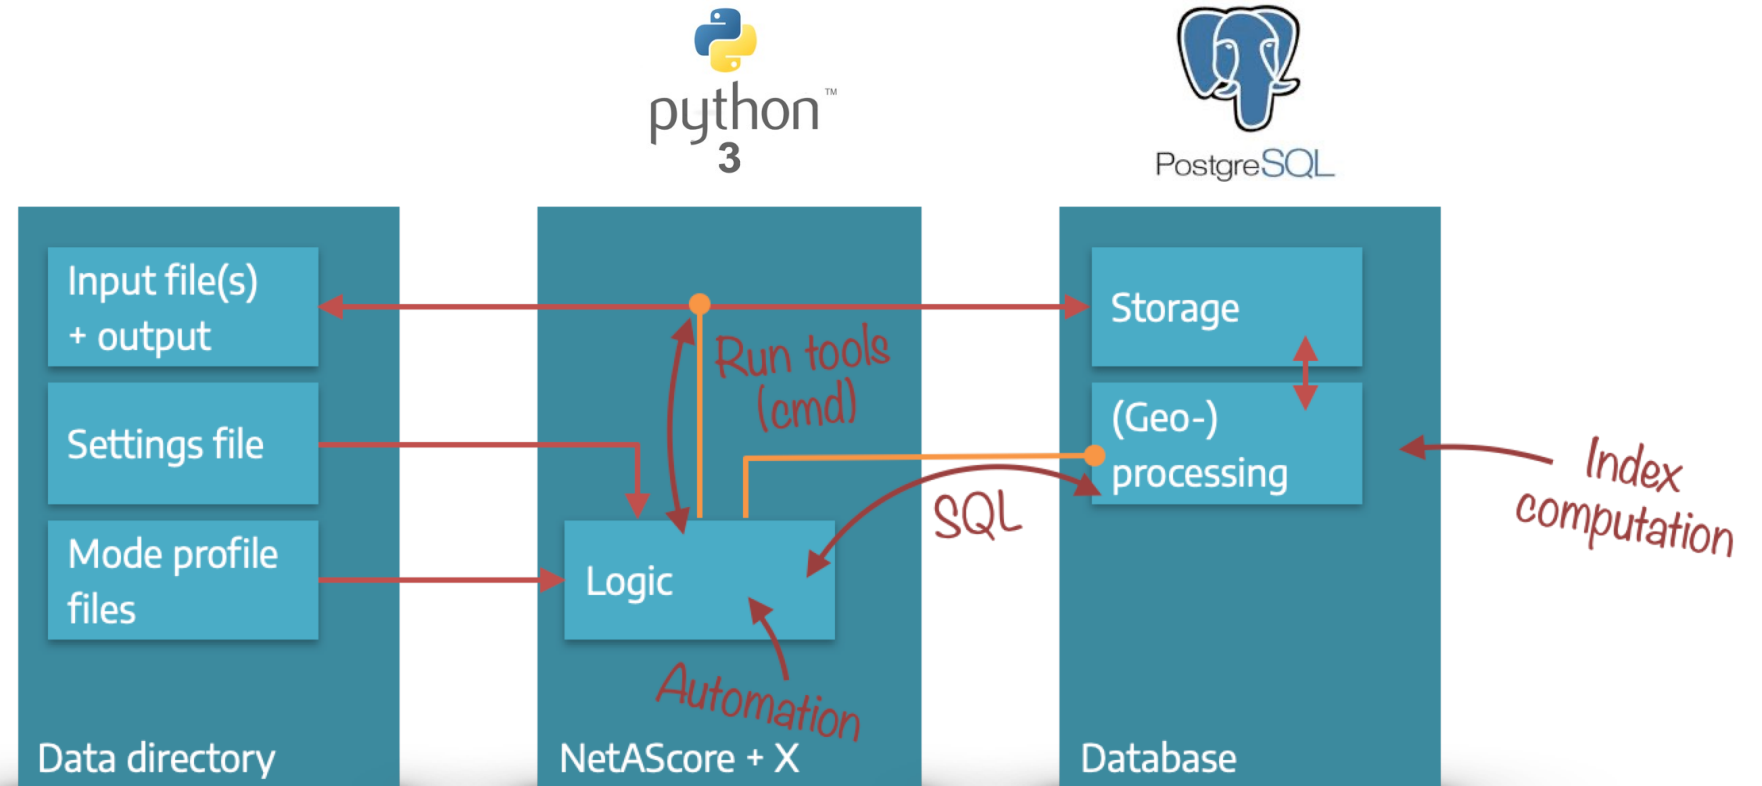 python™
3
PostgreSQL
Input file(s)
+ output
Settings file
Mode profile
files
Data directory
Run tools
(cmd)
Logic
SQL
Automation
NetAScore + X
Storage
(Geo-)
processing
Database
Index
computation